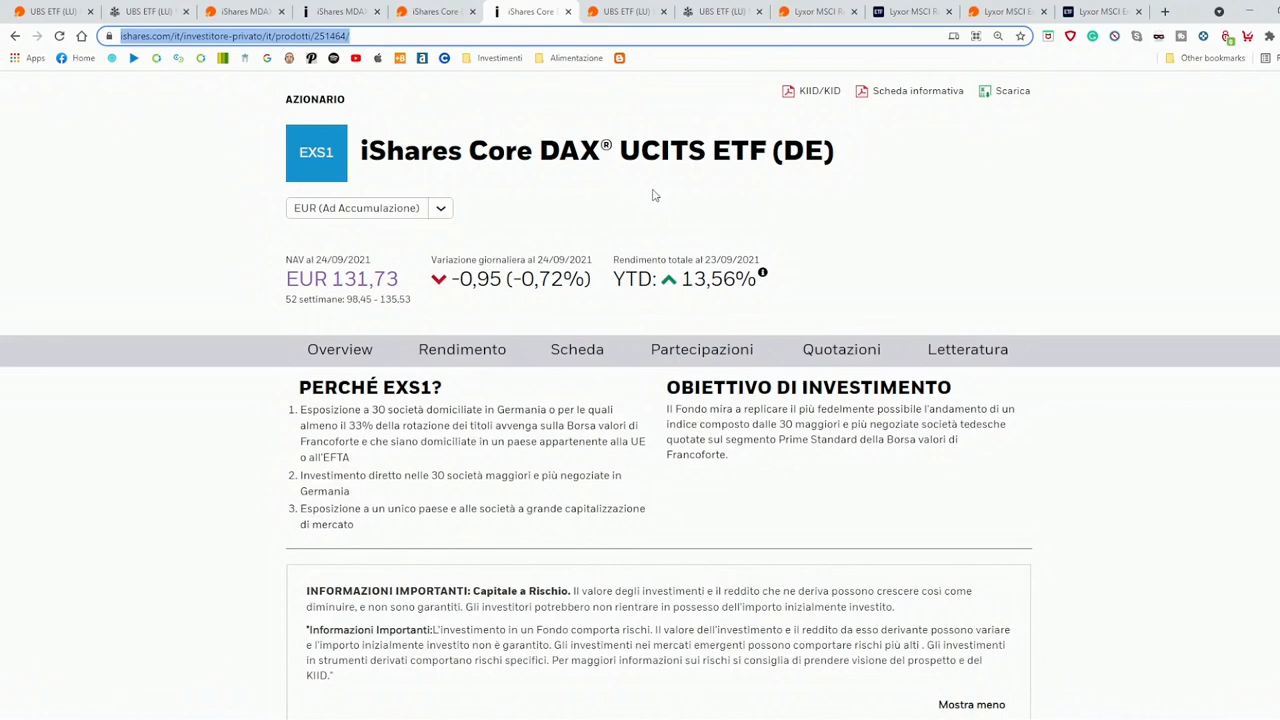 UBS ETF (LU)
UBS ETF (LU)
iShares MDA
iShares MDA
iShares Core
iShares Core
UBS ETF (LU)
UBS ETF (LU)
Lyxor MSCI
Lyxor MSCI
Lyxor MSCI
Lyxor MSCI
ishares.com/it/investitore-privato/it/prodotti/251464/
Apps
Home
Investimenti
Alimentazione
Other bookmarks
AZIONARIO
KIID/KID
Scheda informativa
Scarica
EXS1
iShares Core DAX® UCITS ETF (DE)
EUR (Ad Accumulazione)
NAV al 24/09/2021
EUR 131,73
52 settimane: 98,45 - 135,53
Variazione giornaliera al 24/09/2021
-0,95 (-0,72%)
Rendimento totale al 23/09/2021
YTD: 13,56%
Overview
Rendimento
Scheda
Partecipazioni
Quotazioni
Letteratura
PERCHÉ EXS1?
1. Esposizione a 30 società domiciliate in Germania o per le quali
almeno il 33% della rotazione dei titoli avvenga sulla Borsa valori di
Francoforte e che siano domiciliate in un paese appartenente alla UE
o all'EFTA
2. Investimento diretto nelle 30 società maggiori e più negoziate in
Germania
3. Esposizione a un unico paese e alle società a grande capitalizzazione
di mercato
OBIETTIVO DI INVESTIMENTO
Il Fondo mira a replicare il più fedelmente possibile l'andamento di un
indice composto dalle 30 maggiori e più negoziate società tedesche
quotate sul segmento Prime Standard della Borsa valori di
Francoforte.
INFORMAZIONI IMPORTANTI: Capitale a Rischio. Il valore degli investimenti e il reddito che ne deriva possono crescere così come
diminuire, e non sono garantiti. Gli investitori potrebbero non rientrare in possesso dell'importo inizialmente investito.
"Informazioni Importanti:L'investimento in un Fondo comporta rischi. Il valore dell'investimento e il reddito da esso derivante possono variare
e l'importo inizialmente investito non è garantito. Gli investimenti nei mercati emergenti possono comportare rischi più alti . Gli investimenti
in strumenti derivati comportano rischi specifici. Per maggiori informazioni sui rischi si consiglia di prendere visione del prospetto e del
KIID."
Mostra meno